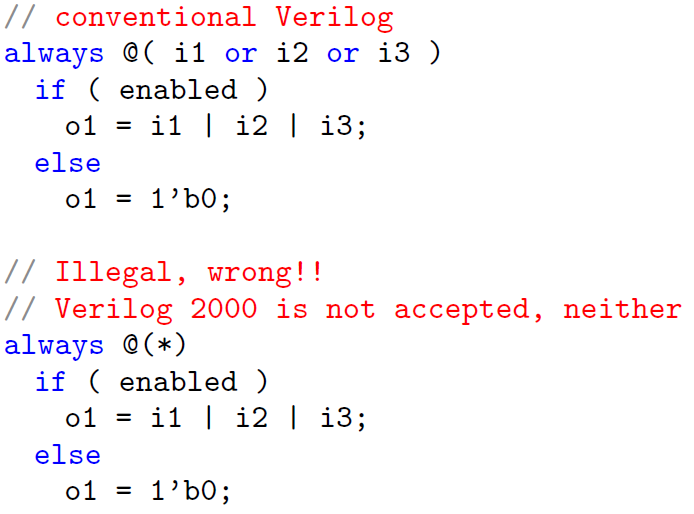 // conventional Verilog
always @( i1 or i2 or i3 )
if ( enabled )
o1 = i1 | i2 | i3;
else
o1 = 1’b0;
// Illegal, wrong!!
// Verilog 2000 is not accepted, neither
always @(*)
if ( enabled )
o1 = i1 | i2 | i3;
else
o1 = 1’b0;